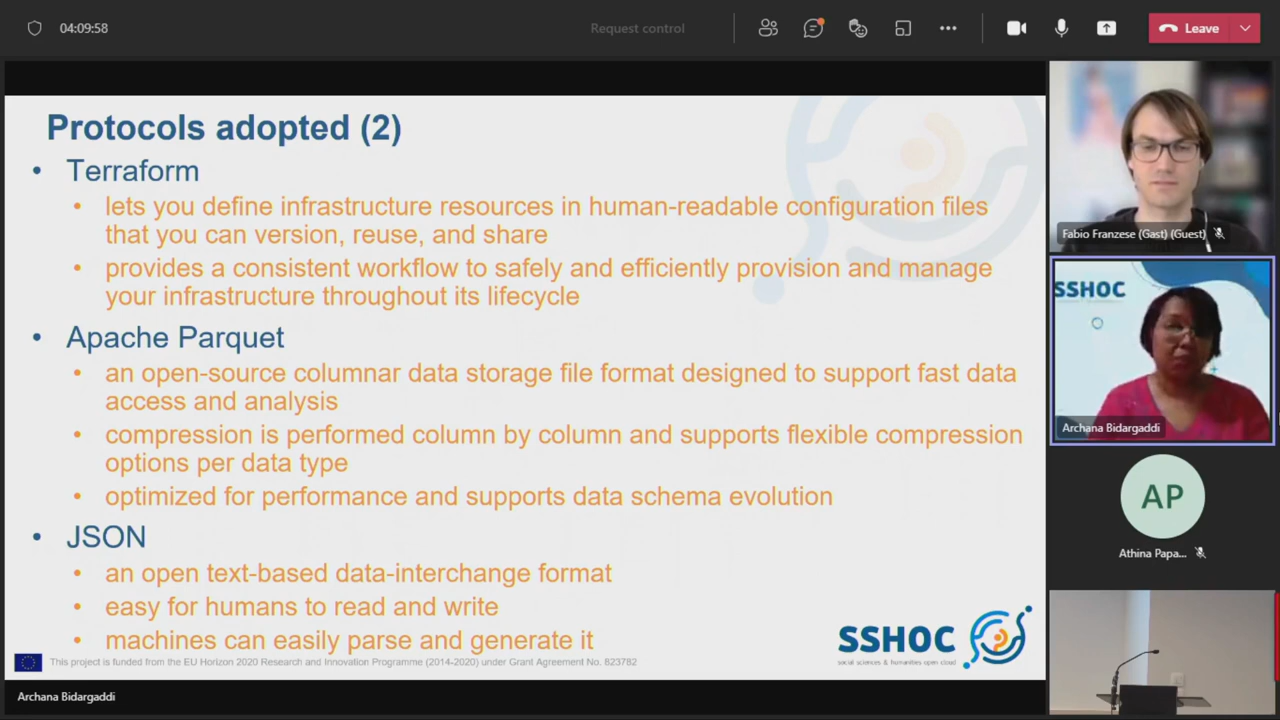 04:09:58
Request control
Leave
Protocols adopted (2)
• Terraform
• lets you define infrastructure resources in human-readable configuration files
that you can version, reuse, and share
• provides a consistent workflow to safely and efficiently provision and manage
your infrastructure throughout its lifecycle
• Apache Parquet
• an open-source columnar data storage file format designed to support fast data
access and analysis
• compression is performed column by column and supports flexible compression
options per data type
• optimized for performance and supports data schema evolution
• JSON
• an open text-based data-interchange format
• easy for humans to read and write
• machines can easily parse and generate it
SSHOC
social sciences & humanities open cloud
This project is funded from the EU Horizon 2020 Research and Innovation Programme (2014-2020) under Grant Agreement No. 823782
Archana Bidargaddi
Fabio Franzese (Gast) (Guest)
SSHOC
Archana Bidargaddi
AP
Athina Papa...